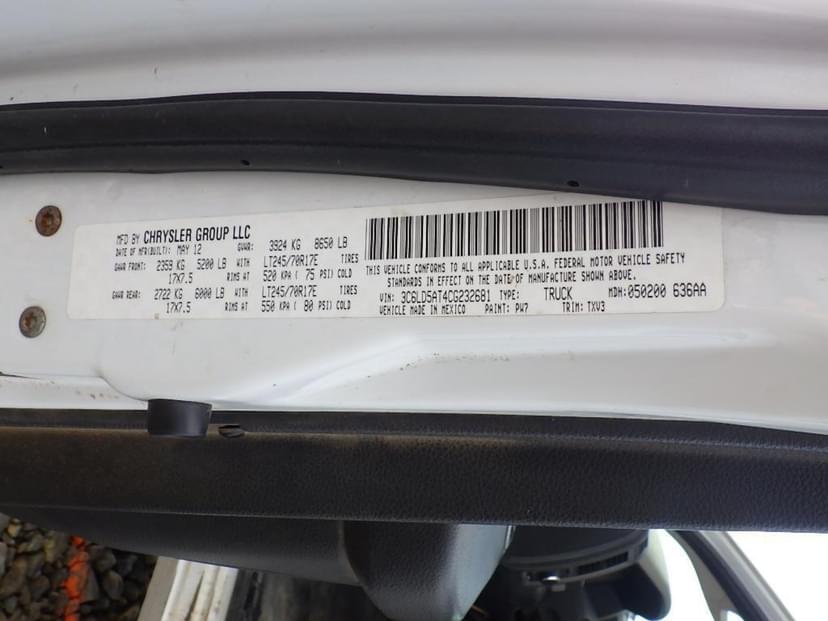 MFD BY CHRYSLER GROUP LLC
DATE OF MFR(BUILT): MAY 12 GVWR: 3924 KG 8650 LB
GAWR FRONT: 2359 KG 5200 LB WITH LT245/70R17E TIRES
17X7.5 RIMS AT 520 KPA ( 75 PSI) COLD
GAWR REAR: 2722 KG 6000 LB WITH LT245/70R17E TIRES
17X7.5 RIMS AT 550 KPA ( 80 PSI) COLD
THIS VEHICLE CONFORMS TO ALL APPLICABLE U.S.A. FEDERAL MOTOR VEHICLE SAFETY
STANDARDS IN EFFECT ON THE DATE OF MANUFACTURE SHOWN ABOVE.
VIN: 3C6LD5AT4CG232681 TYPE: TRUCK MDH:050200 636AA
VEHICLE MADE IN MEXICO PAINT: PW7 TRIM: TXV3